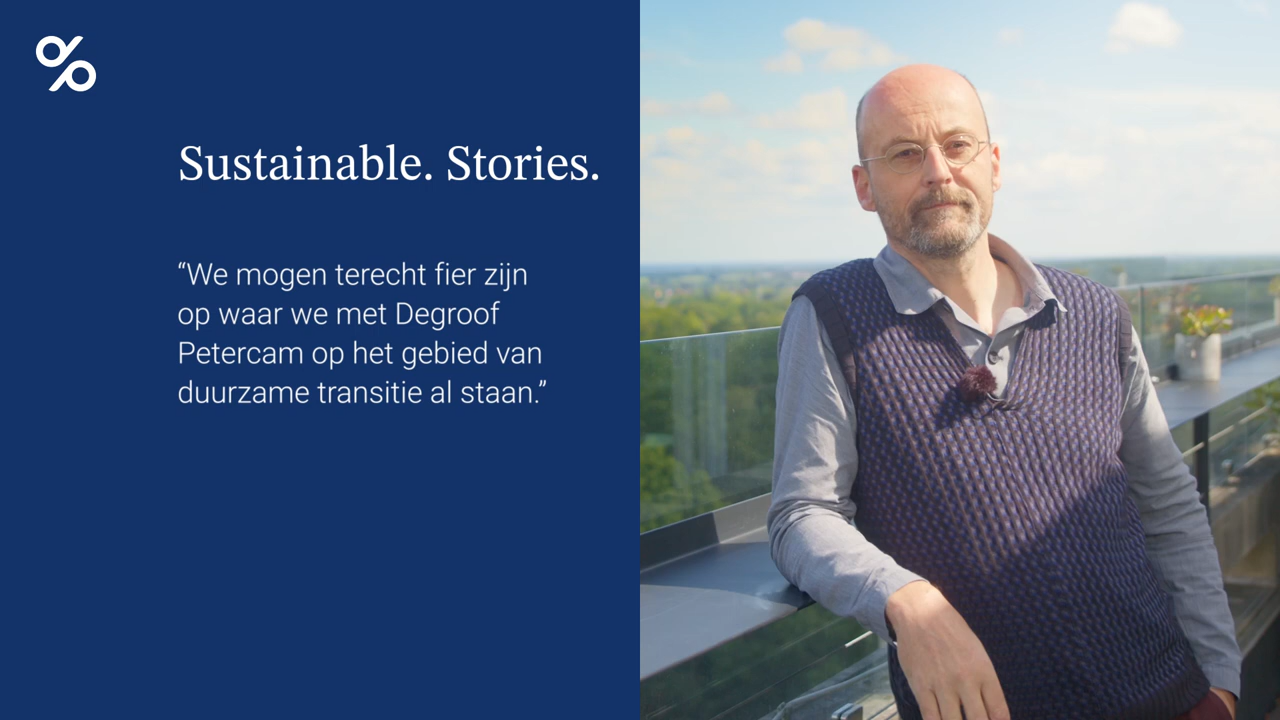 Sustainable. Stories.
“We mogen terecht fier zijn
op waar we met Degroof
Petercam op het gebied van
duurzame transitie al staan.”